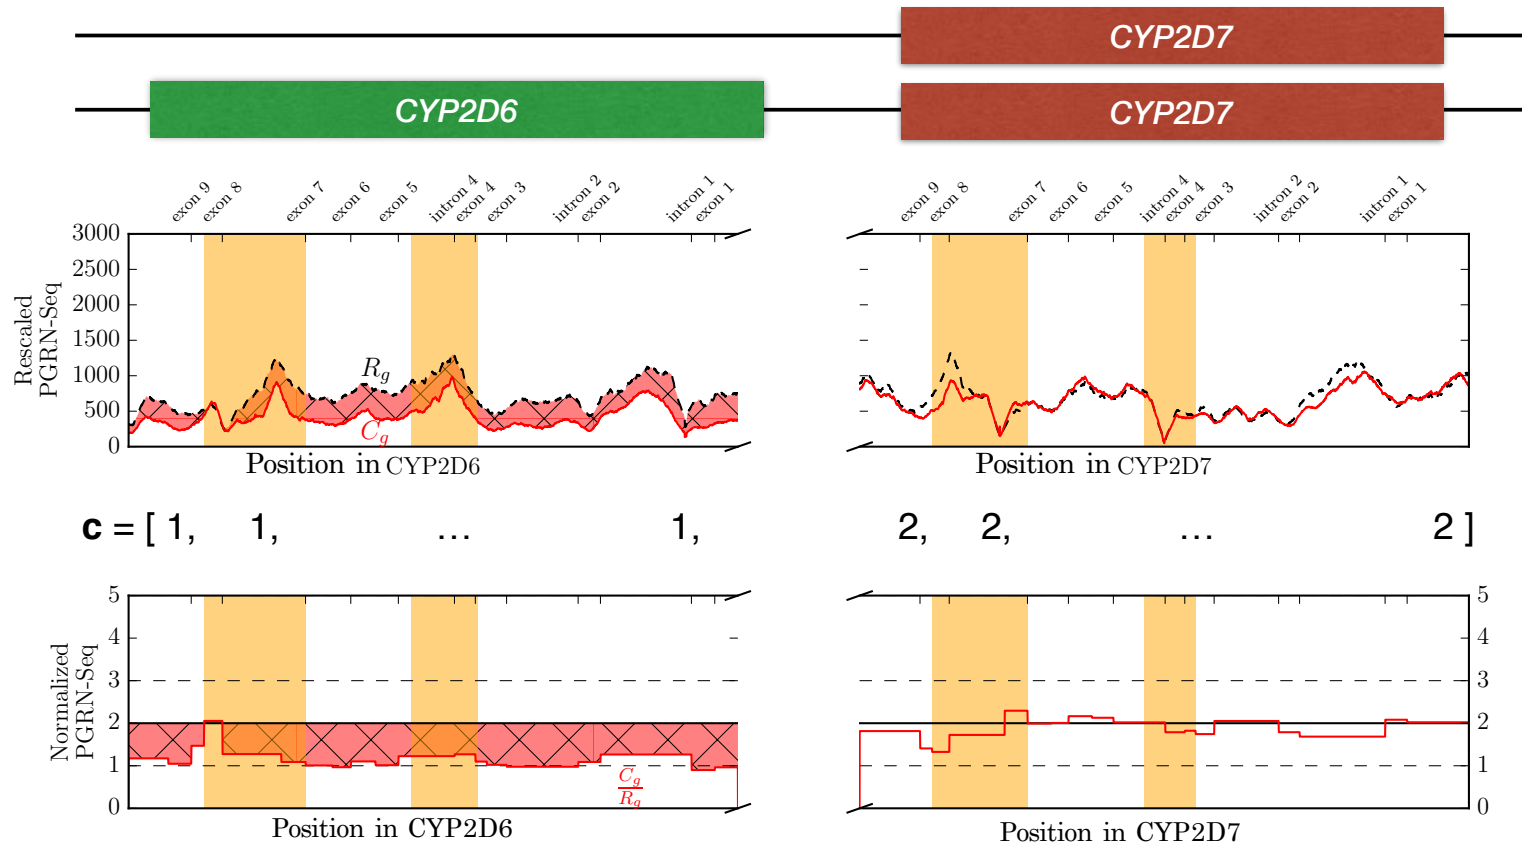 CYP2D7
CYP2D6
CYP2D7
exon 9
exon 8
exon 7
exon 6
exon 5
intron 4
exon 4
exon 3
intron 2
exon 2
intron 1
exon 1
exon 9
exon 8
exon 7
exon 6
exon 5
intron 4
exon 4
exon 3
intron 2
exon 2
intron 1
exon 1
Rescaled
PGRN-Seq
3000
2500
2000
1500
1000
500
0
R_g
C_g
Position in CYP2D6
Position in CYP2D7
c = [ 1, 1, ... 1, 2, 2, ... 2 ]
Normalized
PGRN-Seq
5
4
3
2
1
0
C_g
R_g
5
4
3
2
1
0
Position in CYP2D6
Position in CYP2D7